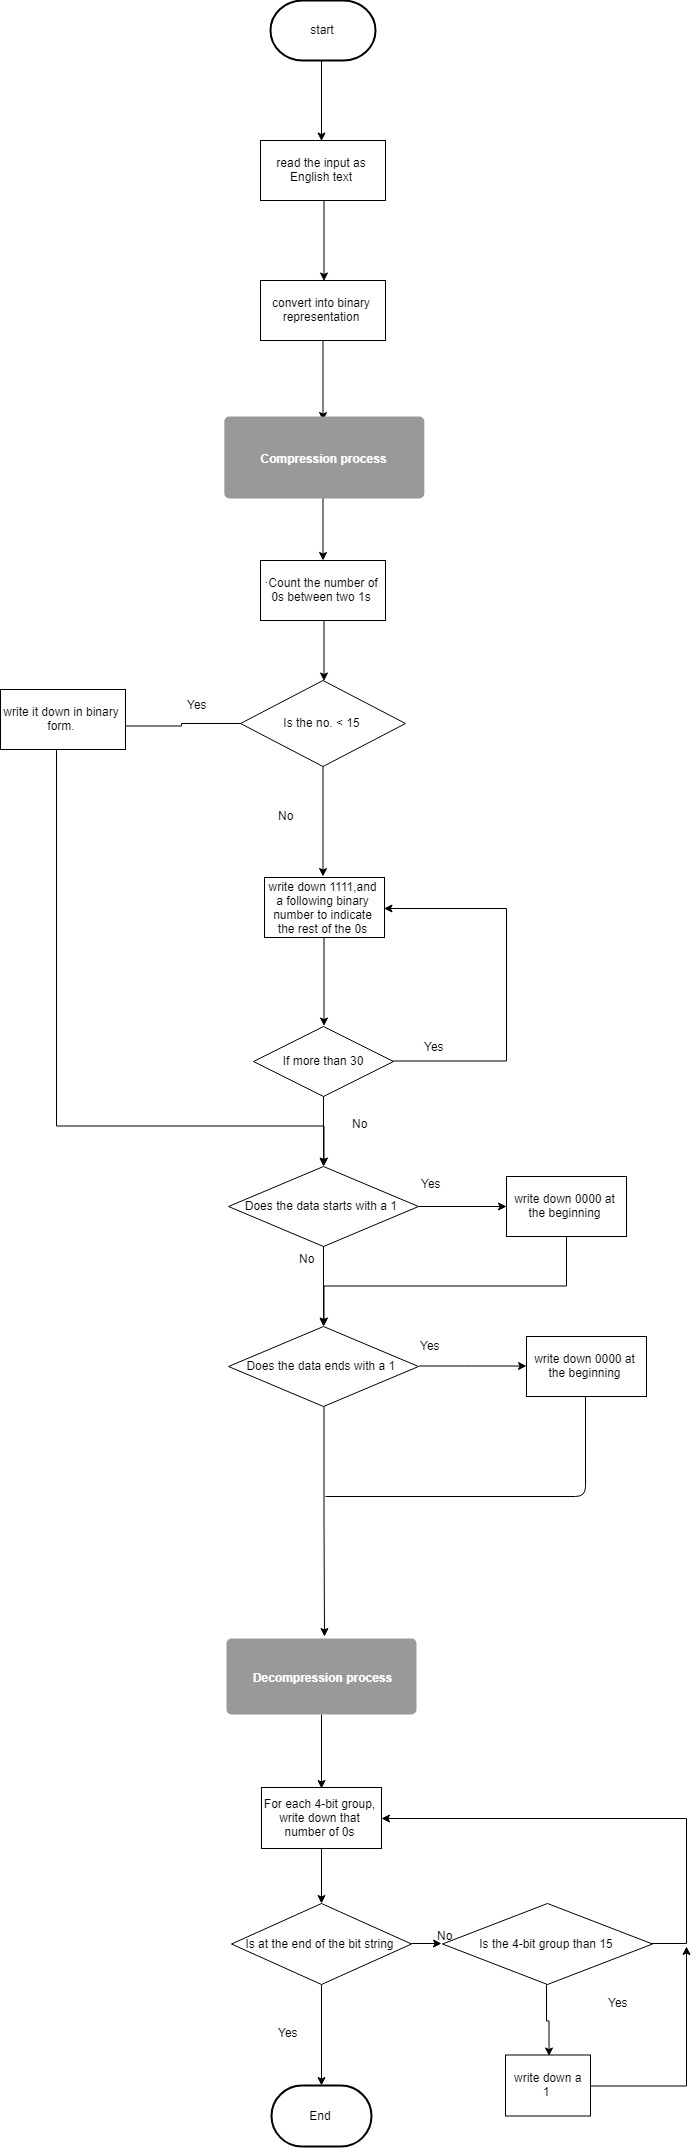 start
read the input as
English text
convert into binary
representation
Compression process
·Count the number of
0s between two 1s
Is the no. < 15
Yes
write it down in binary
form.
No
write down 1111,and
a following binary
number to indicate
the rest of the 0s
If more than 30
Yes
No
Does the data starts with a 1
Yes
write down 0000 at
the beginning
No
Does the data ends with a 1
Yes
write down 0000 at
the beginning
Decompression process
For each 4-bit group,
write down that
number of 0s
Is at the end of the bit string
No
Is the 4-bit group than 15
Yes
write down a
1
Yes
End